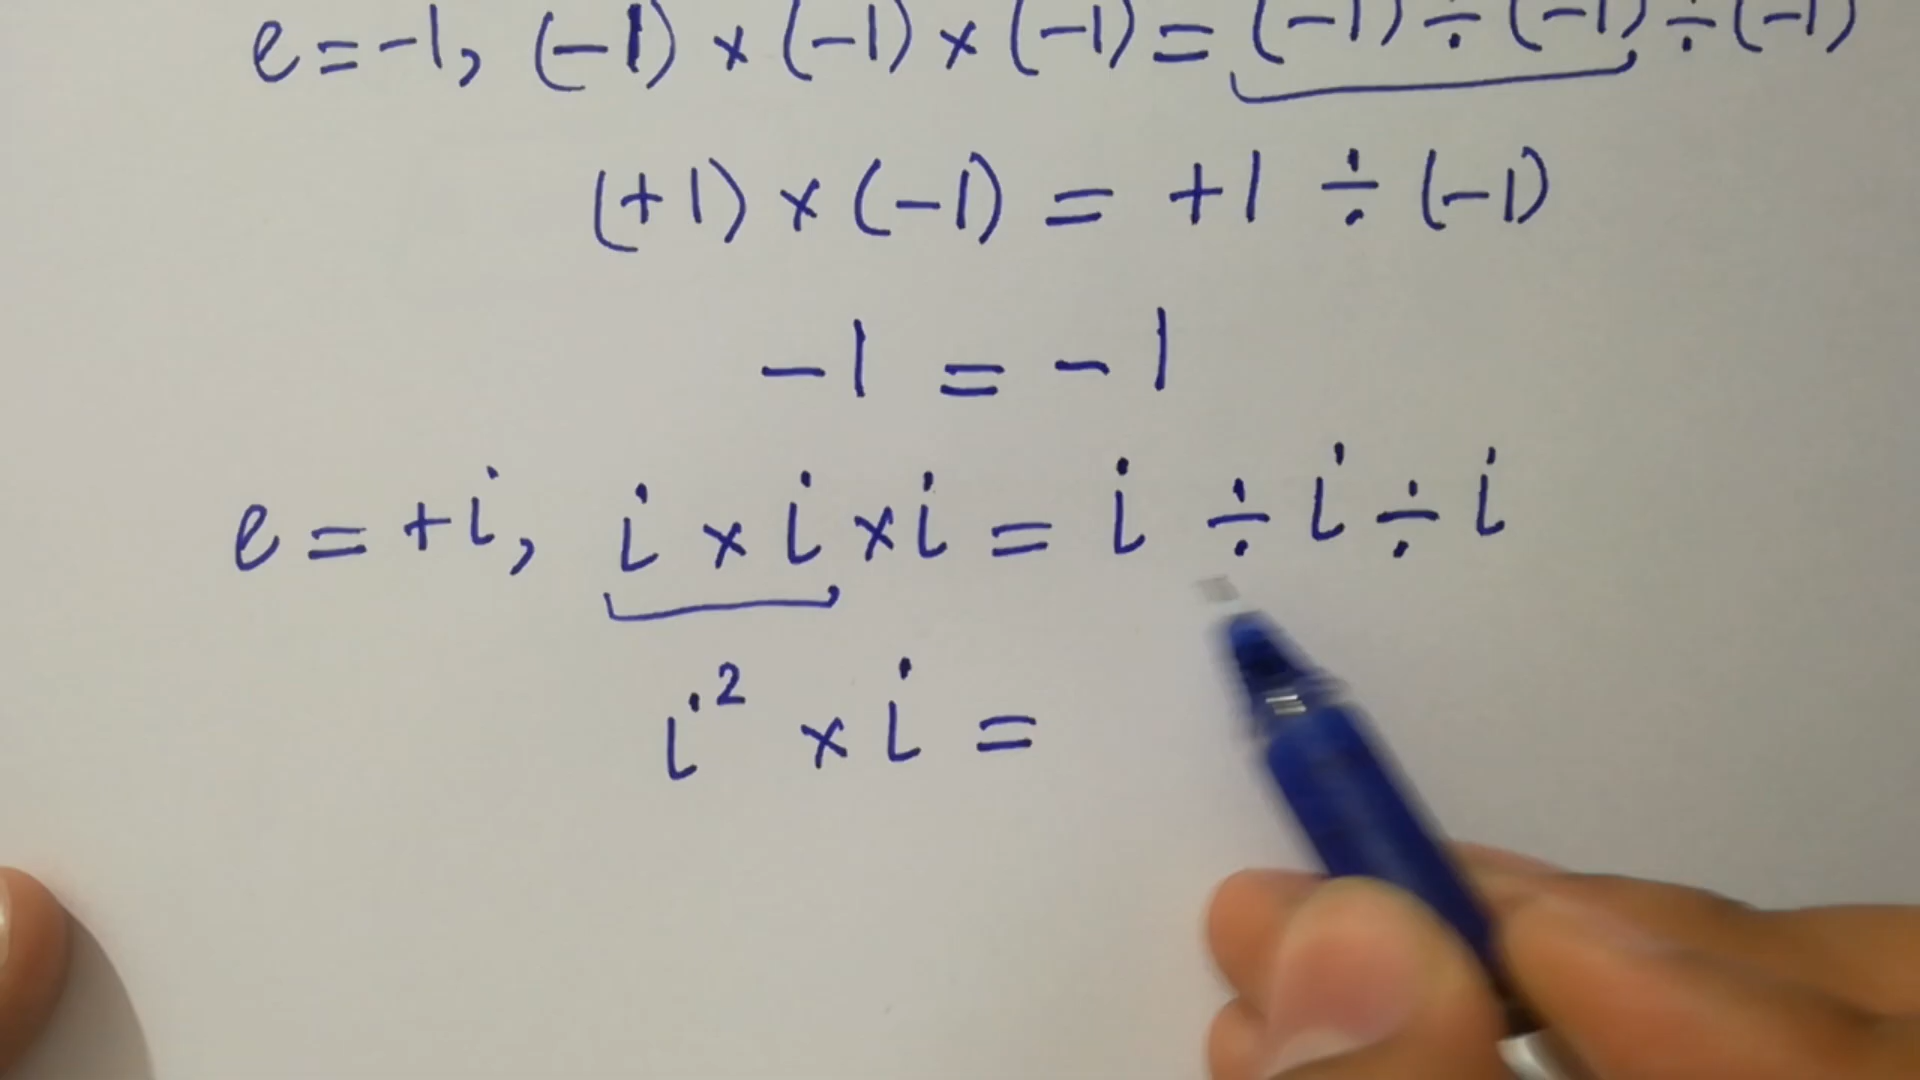 e = -1, (-1) × (-1) × (-1) = (-1) ÷ (-1) ÷ (-1)
(+1) × (-1) = +1 ÷ (-1)
-1 = -1
e = +i, i × i × i = i ÷ i ÷ i
i² × i =